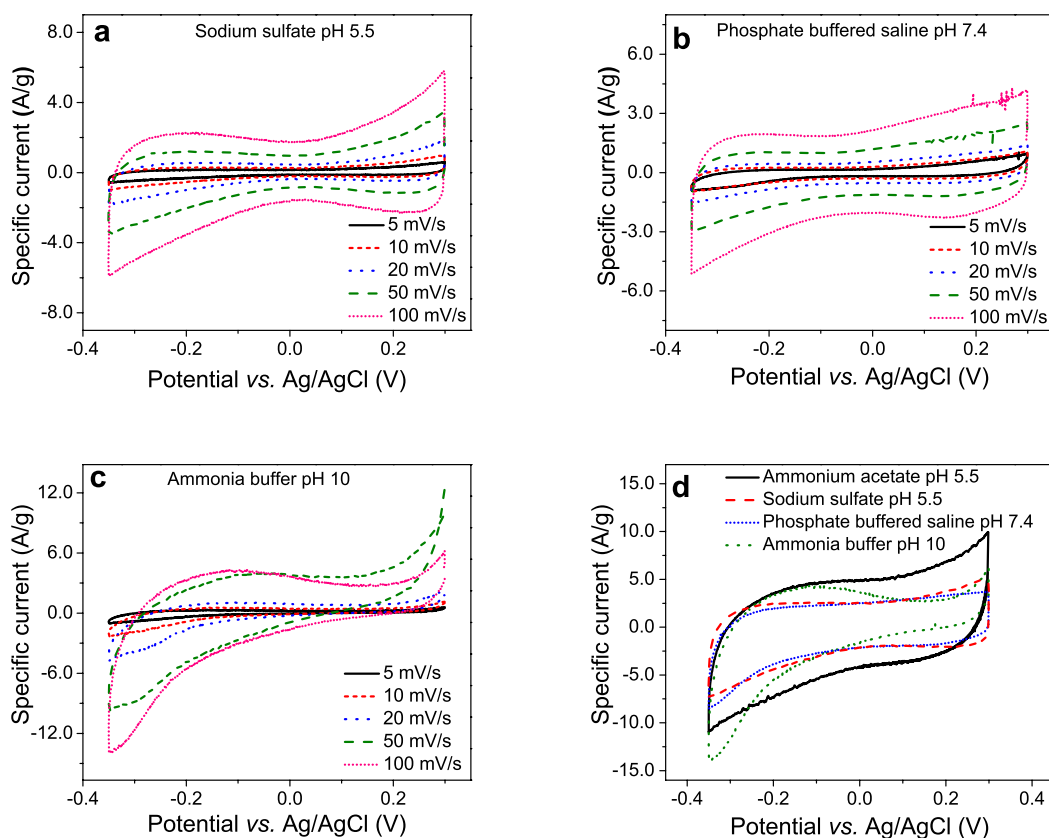 a
Sodium sulfate pH 5.5
8.0
4.0
0.0
-4.0
-8.0
Specific current (A/g)
5 mV/s
10 mV/s
20 mV/s
50 mV/s
100 mV/s
-0.4
-0.2
0.0
0.2
Potential vs. Ag/AgCl (V)
b
Phosphate buffered saline pH 7.4
6.0
3.0
0.0
-3.0
-6.0
Specific current (A/g)
5 mV/s
10 mV/s
20 mV/s
50 mV/s
100 mV/s
-0.4
-0.2
0.0
0.2
Potential vs. Ag/AgCl (V)
c
Ammonia buffer pH 10
12.0
6.0
0.0
-6.0
-12.0
Specific current (A/g)
5 mV/s
10 mV/s
20 mV/s
50 mV/s
100 mV/s
-0.4
-0.2
0.0
0.2
Potential vs. Ag/AgCl (V)
d
Ammonium acetate pH 5.5
Sodium sulfate pH 5.5
Phosphate buffered saline pH 7.4
Ammonia buffer pH 10
15.0
10.0
5.0
0.0
-5.0
-10.0
-15.0
Specific current (A/g)
-0.4
-0.2
0.0
0.2
0.4
Potential vs. Ag/AgCl (V)